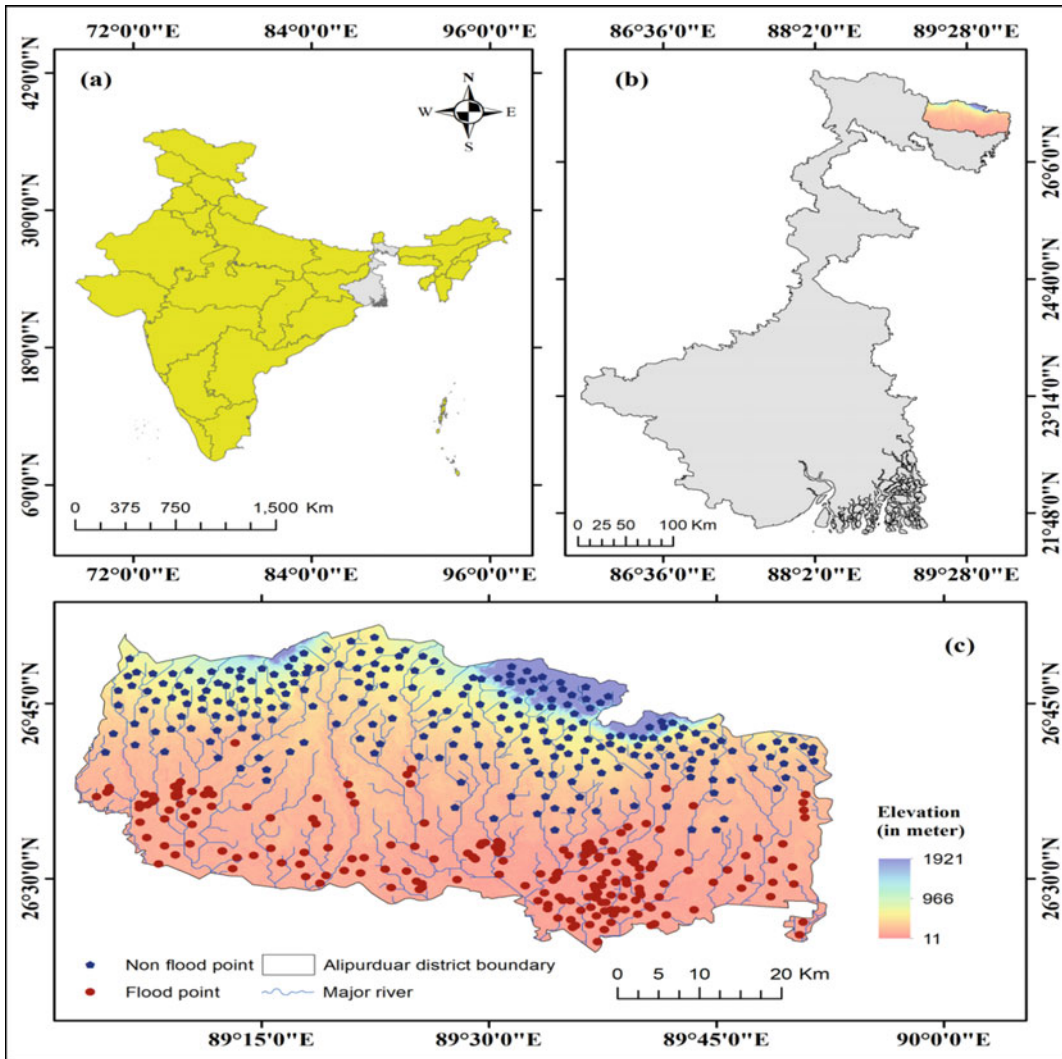 72°0'0"E 84°0'0"E 96°0'0"E
86°36'0"E 88°2'0"E 89°28'0"E
(a)
N
W E
S
42°0'0"N
30°0'0"N
18°0'0"N
6°0'0"N
0 375 750 1,500 Km
72°0'0"E 84°0'0"E 96°0'0"E
(b)
26°6'0"N
24°40'0"N
23°14'0"N
21°48'0"N
0 25 50 100 Km
86°36'0"E 88°2'0"E 89°28'0"E
(c)
26°45'0"N
26°30'0"N
26°45'0"N
26°30'0"N
Elevation
(in meter)
1921
966
11
Non flood point Alipurduar district boundary
Flood point Major river
0 5 10 20 Km
89°15'0"E 89°30'0"E 89°45'0"E 90°0'0"E